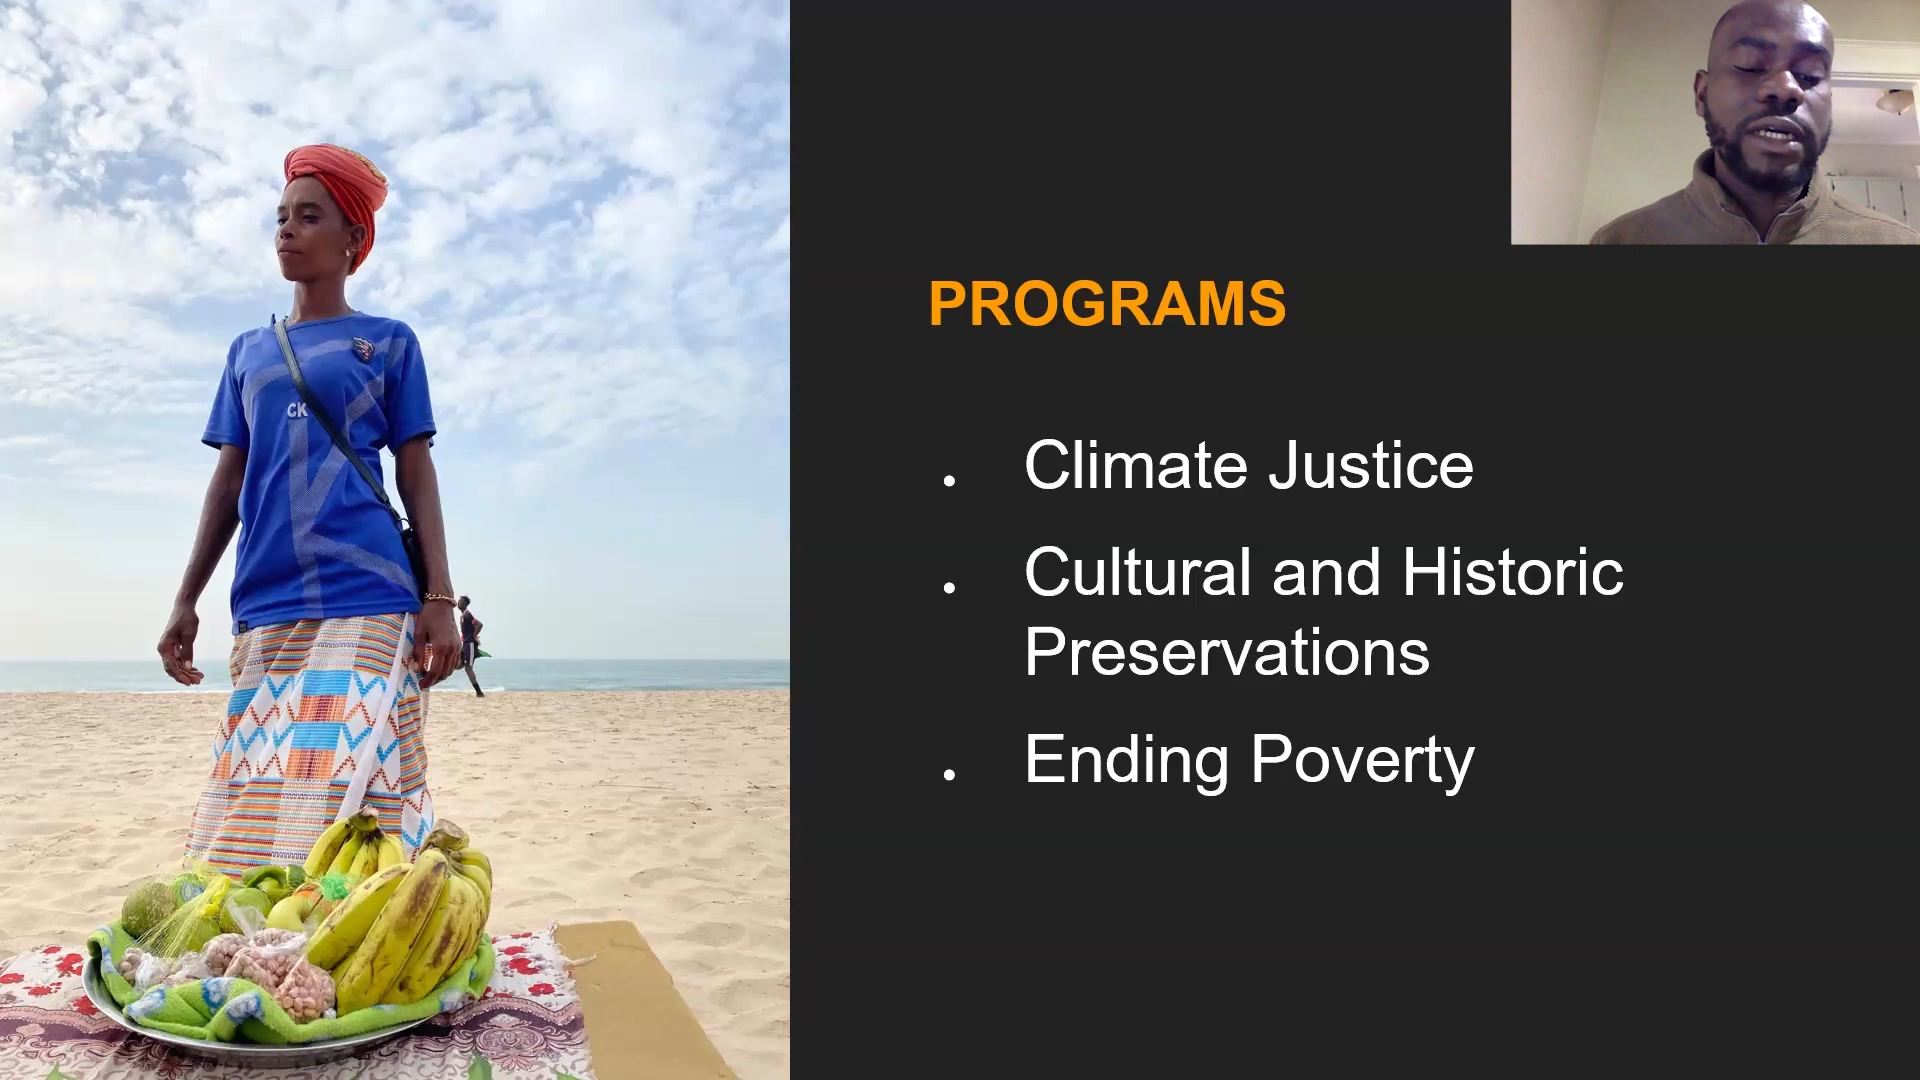 CK
PROGRAMS
. Climate Justice
. Cultural and Historic
Preservations
. Ending Poverty